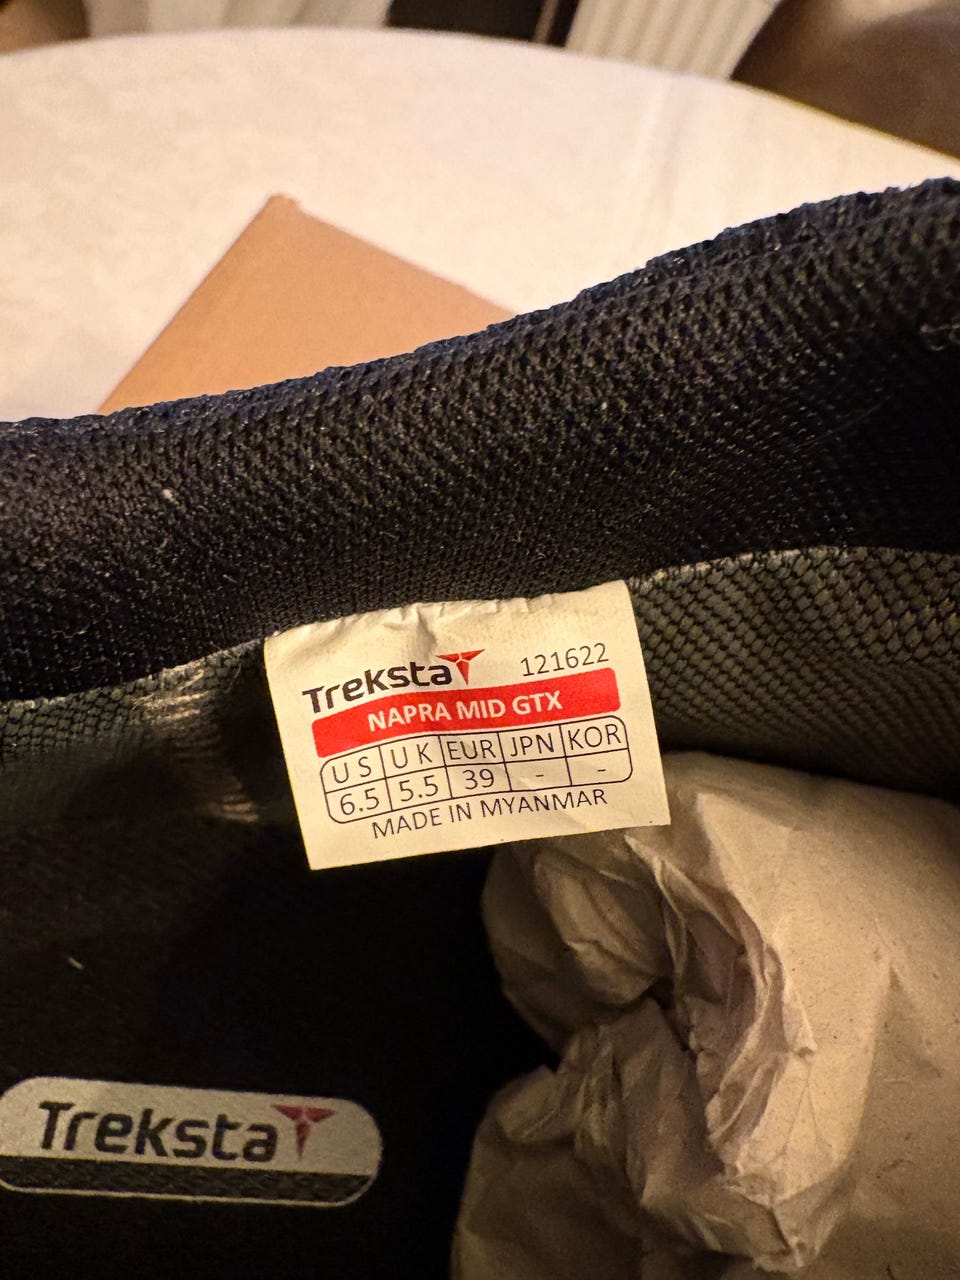 Treksta 121622
NAPRA MID GTX
US UK EUR JPN KOR
6.5 5.5 39 - -
MADE IN MYANMAR
Treksta